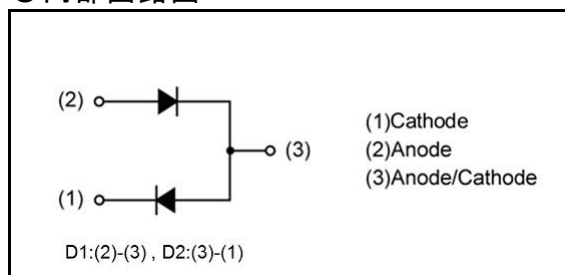 (2)
(3)
(1)
(1)Cathode
(2)Anode
(3)Anode/Cathode
D1:(2)-(3) , D2:(3)-(1)